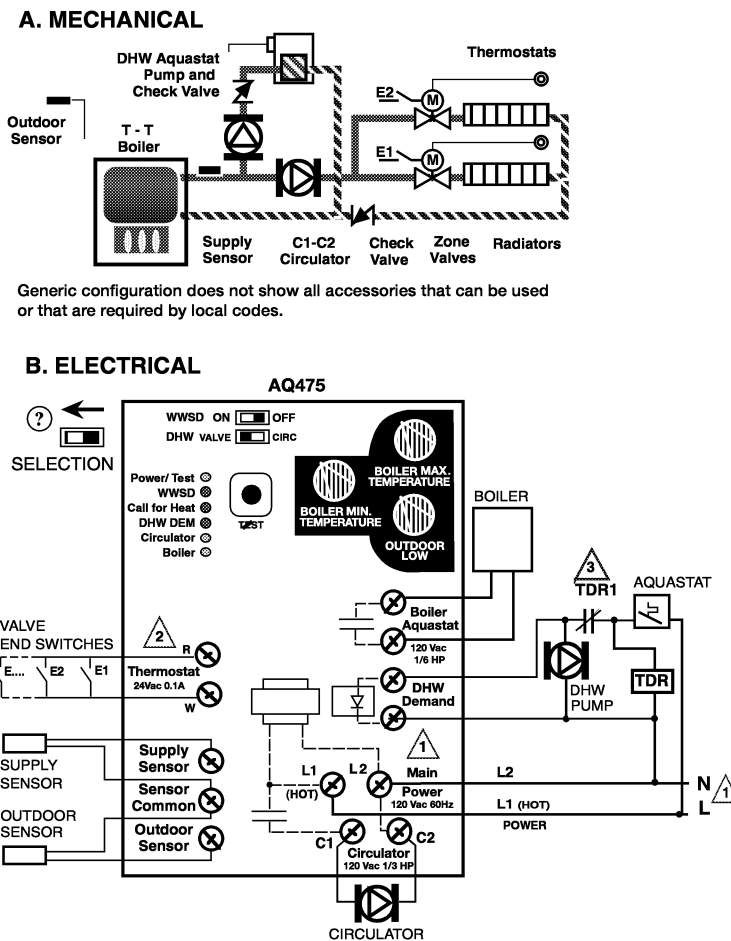 A. MECHANICAL
DHW Aquastat
Pump and
Check Valve
Thermostats
E2
M
Outdoor
Sensor
T - T
Boiler
E1
M
Supply
Sensor
C1-C2
Circulator
Check
Valve
Zone
Valves
Radiators
Generic configuration does not show all accessories that can be used
or that are required by local codes.
B. ELECTRICAL
AQ475
?
SELECTION
WWSD ON OFF
DHW VALVE CIRC
Power/ Test
WWSD
Call for Heat
DHW DEM
Circulator
Boiler
TEST
BOILER MAX.
TEMPERATURE
BOILER MIN.
TEMPERATURE
OUTDOOR
LOW
BOILER
3
TDR1
AQUASTAT
Boiler
Aquastat
120 Vac
1/6 HP
VALVE
END SWITCHES
E.... E2 E1
2
R
Thermostat
24Vac 0.1A
W
DHW
Demand
DHW
PUMP
TDR
SUPPLY
SENSOR
Supply
Sensor
Sensor
Common
OUTDOOR
SENSOR
Outdoor
Sensor
1
L1
(HOT)
L2
Main
Power
120 Vac 60Hz
L2
L1 (HOT)
POWER
N
L
1
C1
C2
Circulator
120 Vac 1/3 HP
CIRCULATOR